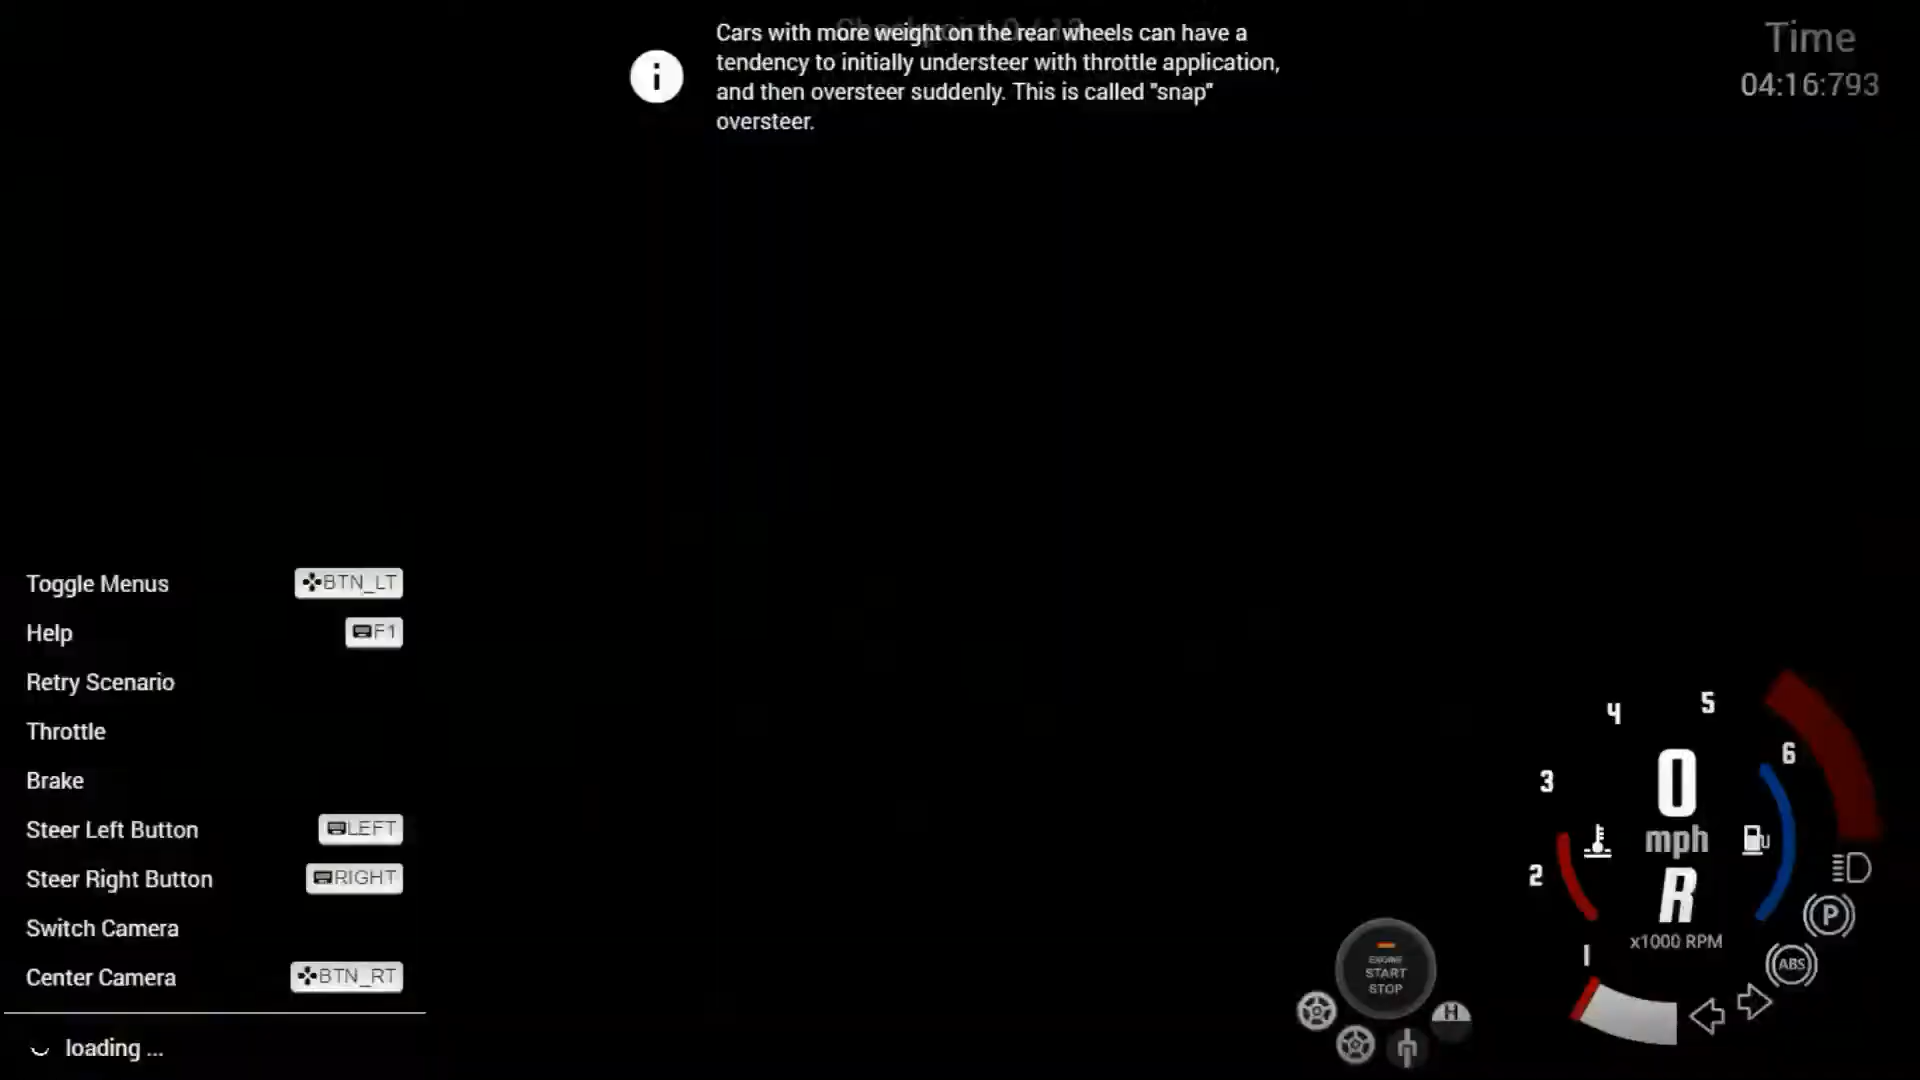 Cars with more weight on the rear wheels can have a
tendency to initially understeer with throttle application,
and then oversteer suddenly. This is called "snap"
oversteer.
Time
04:16:793
Toggle Menus BTN_LT
Help F1
Retry Scenario
Throttle
Brake
Steer Left Button LEFT
Steer Right Button RIGHT
Switch Camera
Center Camera BTN_RT
loading ...
5
4
6
3
0
mph
2
R
x1000 RPM
1
P
ABS
ENGINE
START
STOP
H